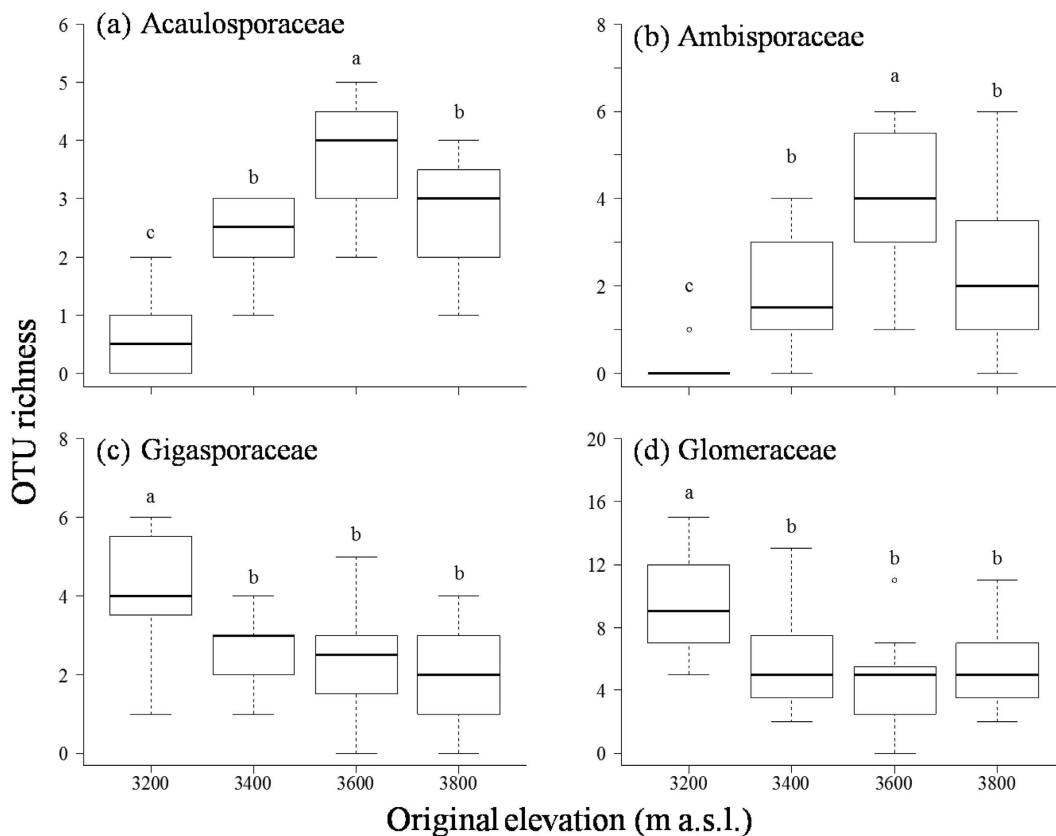 (a) Acaulosporaceae
6
5
4
3
2
1
0
c
b
a
b
(b) Ambisporaceae
8
6
4
2
0
c
b
a
b
OTU richness
(c) Gigasporaceae
8
6
4
2
0
a
b
b
b
3200 3400 3600 3800
(d) Glomeraceae
20
16
12
8
4
0
a
b
b
b
3200 3400 3600 3800
Original elevation (m a.s.l.)